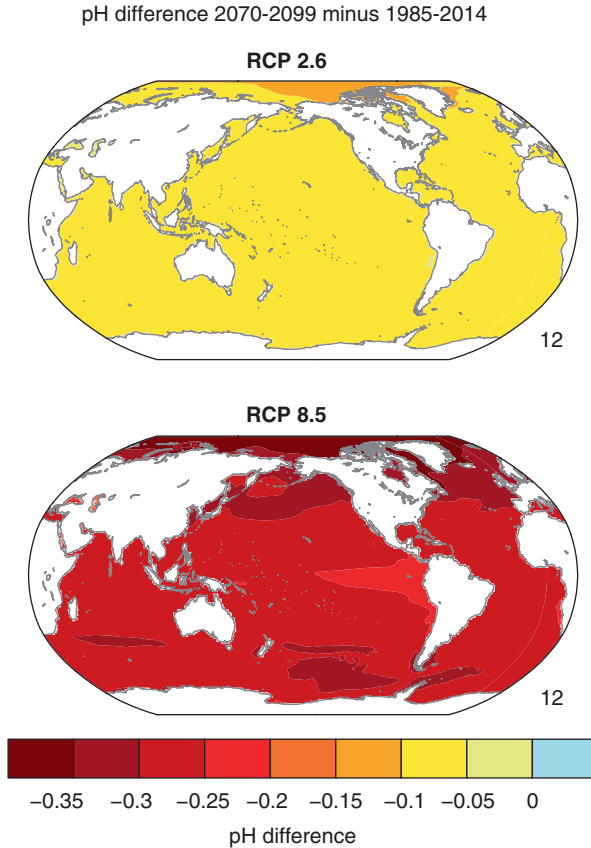 pH difference 2070-2099 minus 1985-2014
RCP 2.6
12
RCP 8.5
12
−0.35 −0.3 −0.25 −0.2 −0.15 −0.1 −0.05 0
pH difference